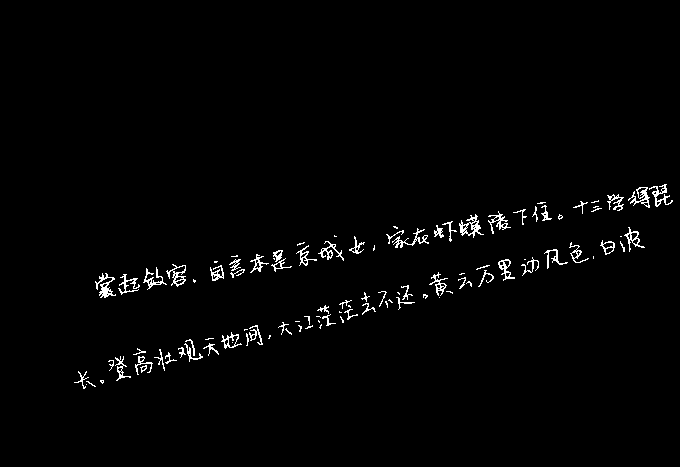 裳起敛容。自言本是京城女,家在虾蟆陵下住。十三学得琵
长。登高壮观天地间,大江茫茫去不还。黄云万里动风色,白波